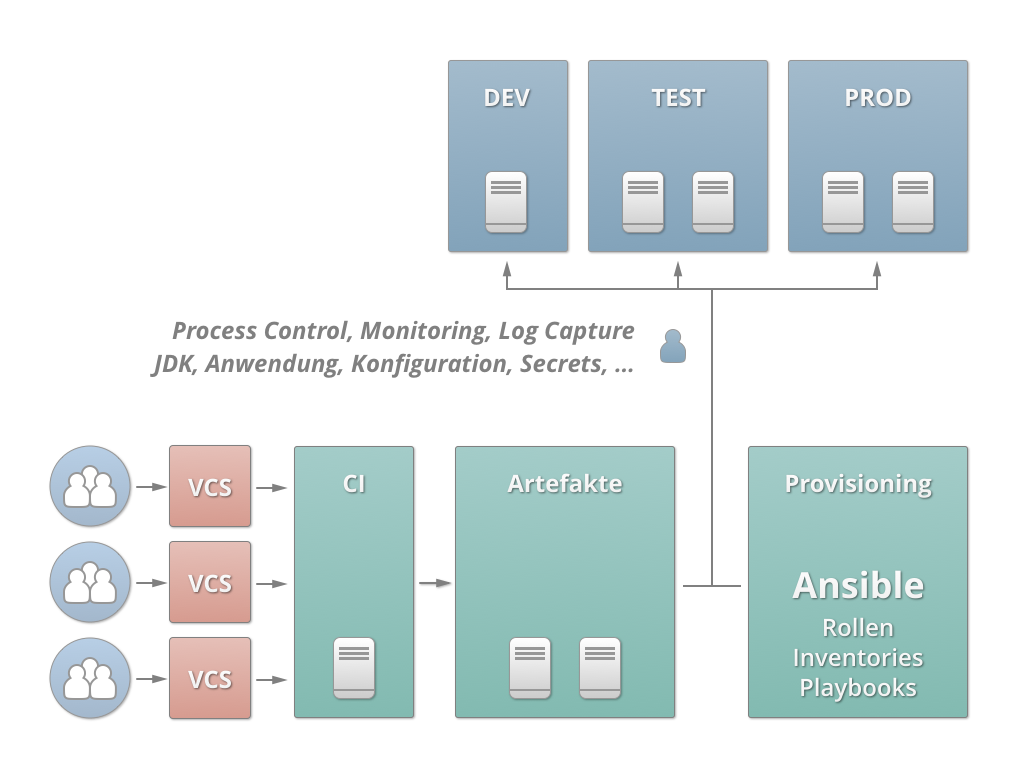 DEV
TEST
PROD
Process Control, Monitoring, Log Capture
JDK, Anwendung, Konfiguration, Secrets, ...
VCS
VCS
VCS
CI
Artefakte
Provisioning
Ansible
Rollen
Inventories
Playbooks